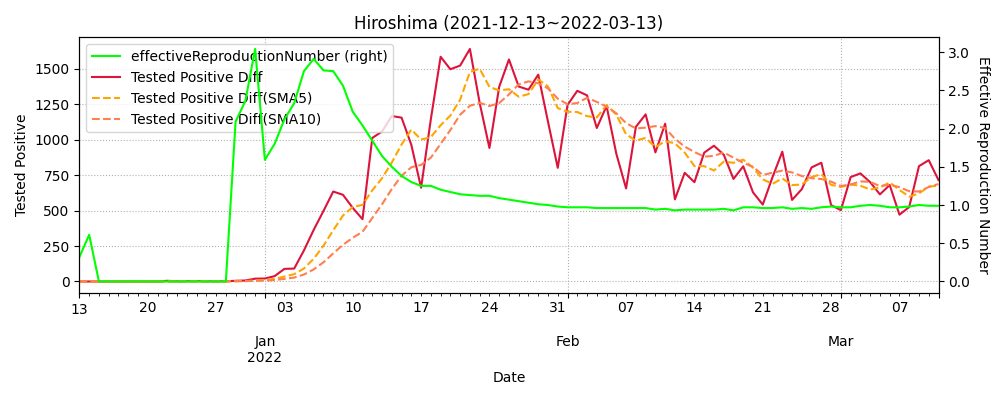 Hiroshima (2021-12-13~2022-03-13)
effectiveReproductionNumber (right)
Tested Positive Diff
Tested Positive Diff(SMA5)
Tested Positive Diff(SMA10)
Tested Positive
1500
1250
1000
750
500
250
0
3.0
2.5
2.0
1.5
1.0
0.5
0.0
Effective Reproduction Number
13 20 27 03 10 17 24 31 07 14 21 28 07
Jan Feb Mar
2022
Date